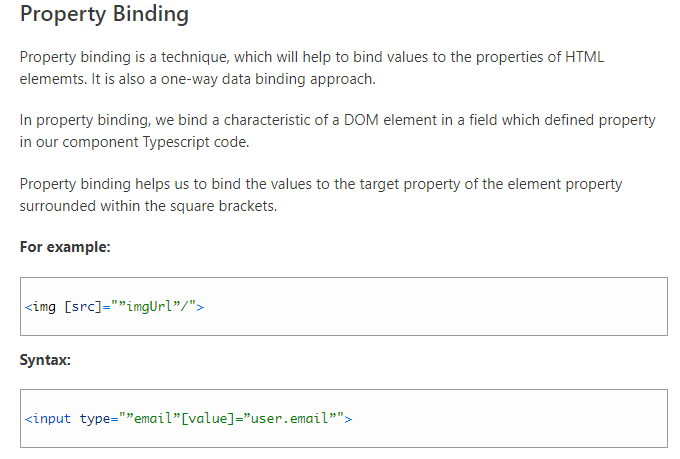 Property Binding
Property binding is a technique, which will help to bind values to the properties of HTML
elememts. It is also a one-way data binding approach.
In property binding, we bind a characteristic of a DOM element in a field which defined property
in our component Typescript code.
Property binding helps us to bind the values to the target property of the element property
surrounded within the square brackets.
For example:
<img [src]="”imgUrl”/">
Syntax:
<input type="”email”[value]=”user.email”">